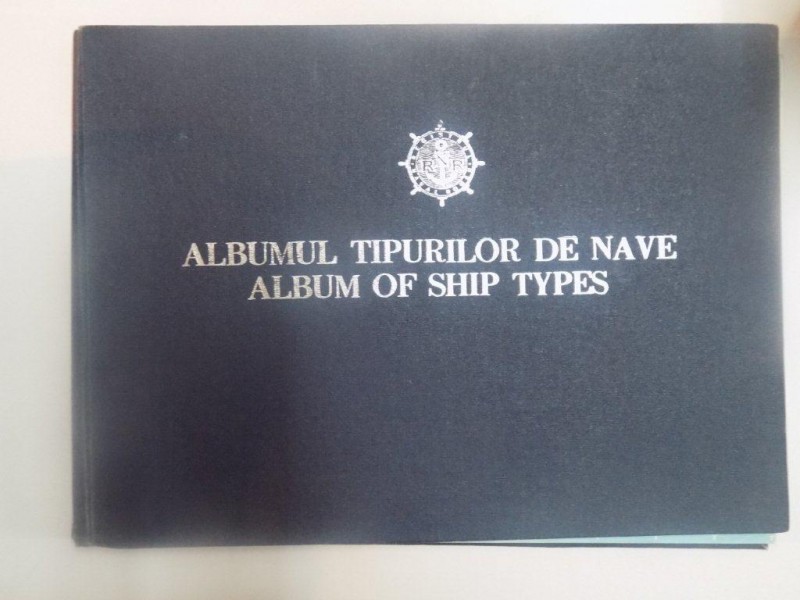 R N R
ALBUMUL TIPURILOR DE NAVE
ALBUM OF SHIP TYPES